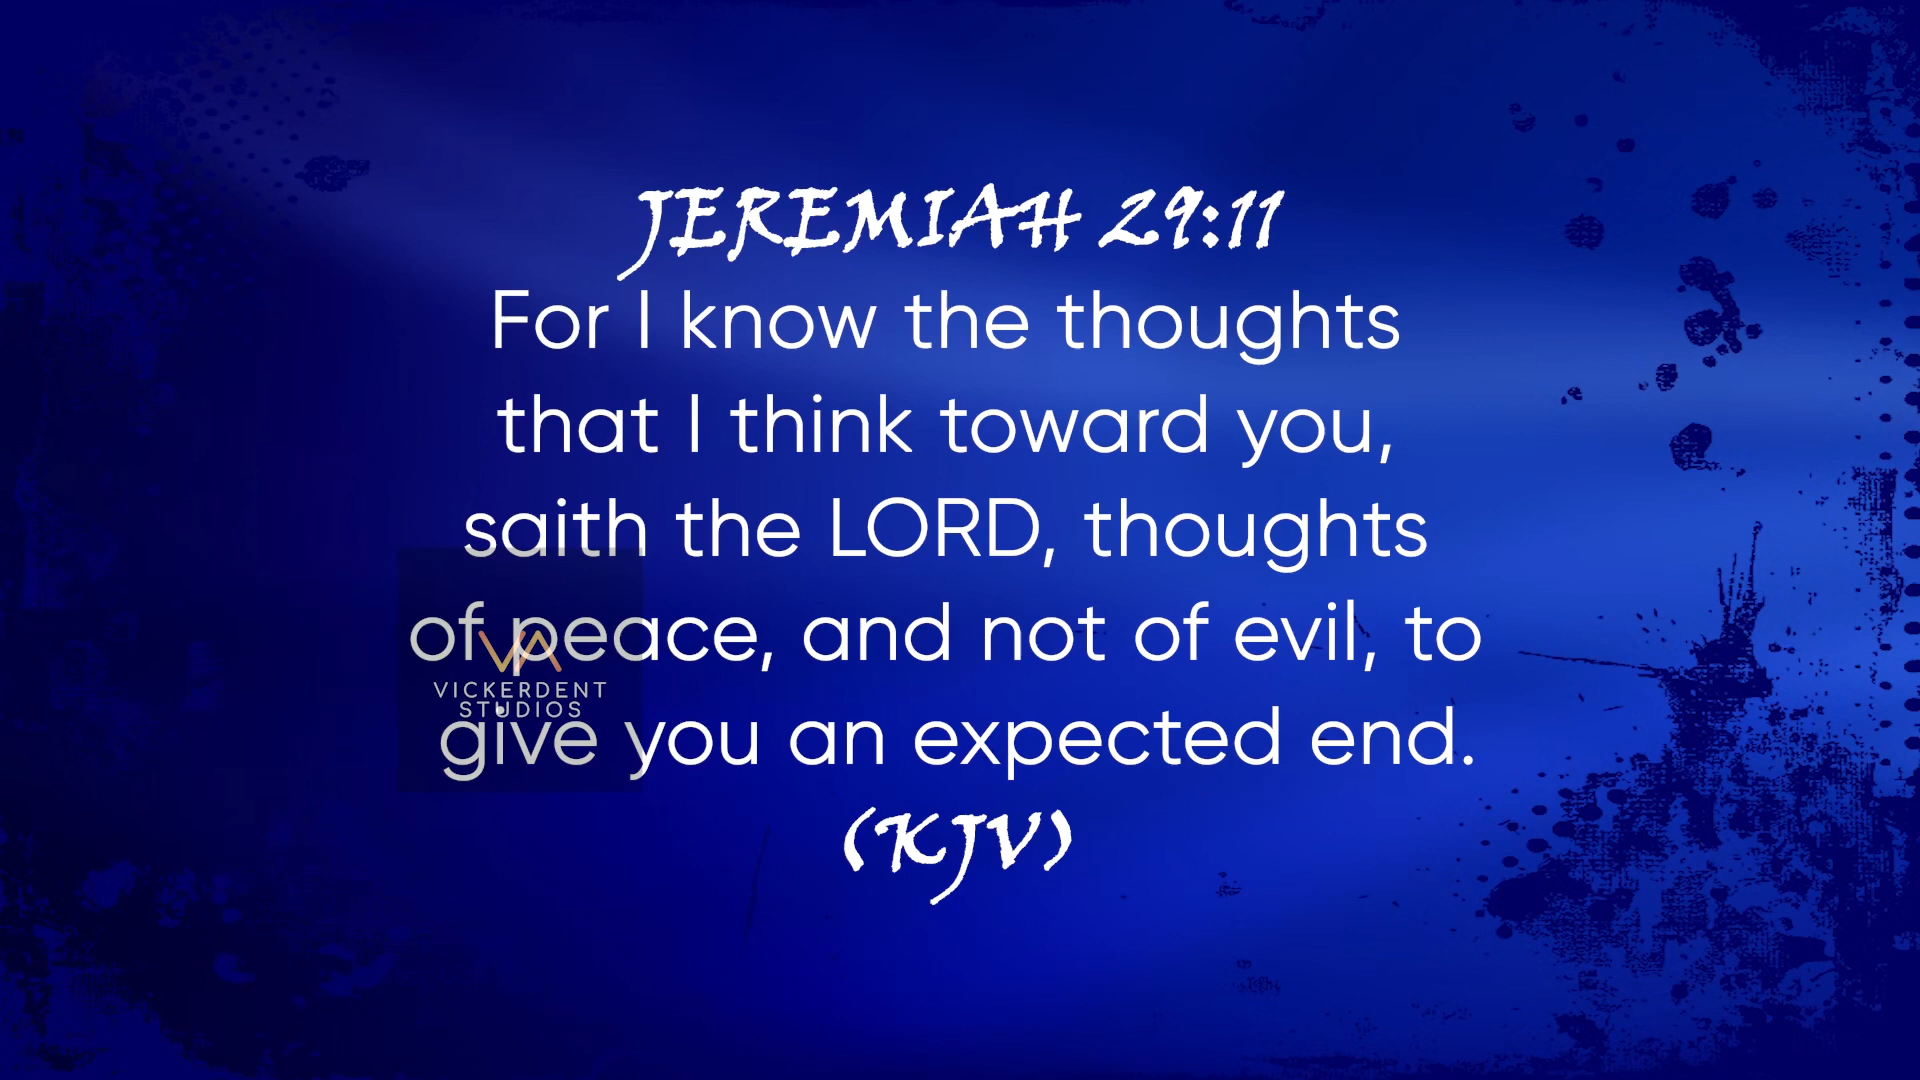 JEREMIAH 29:11
For I know the thoughts
that I think toward you,
saith the LORD, thoughts
of peace, and not of evil, to
VICKERDENT
STUDIOS
give you an expected end.
(KJV)